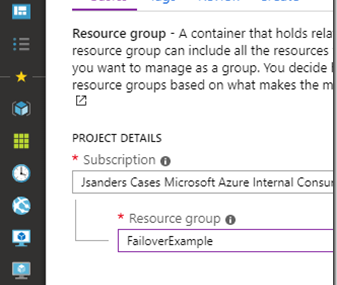 Resource group - A container that holds rela
resource group can include all the resources
you want to manage as a group. You decide
resource groups based on what makes the m
PROJECT DETAILS
* Subscription
Jsanders Cases Microsoft Azure Internal Consu
* Resource group
FailoverExample